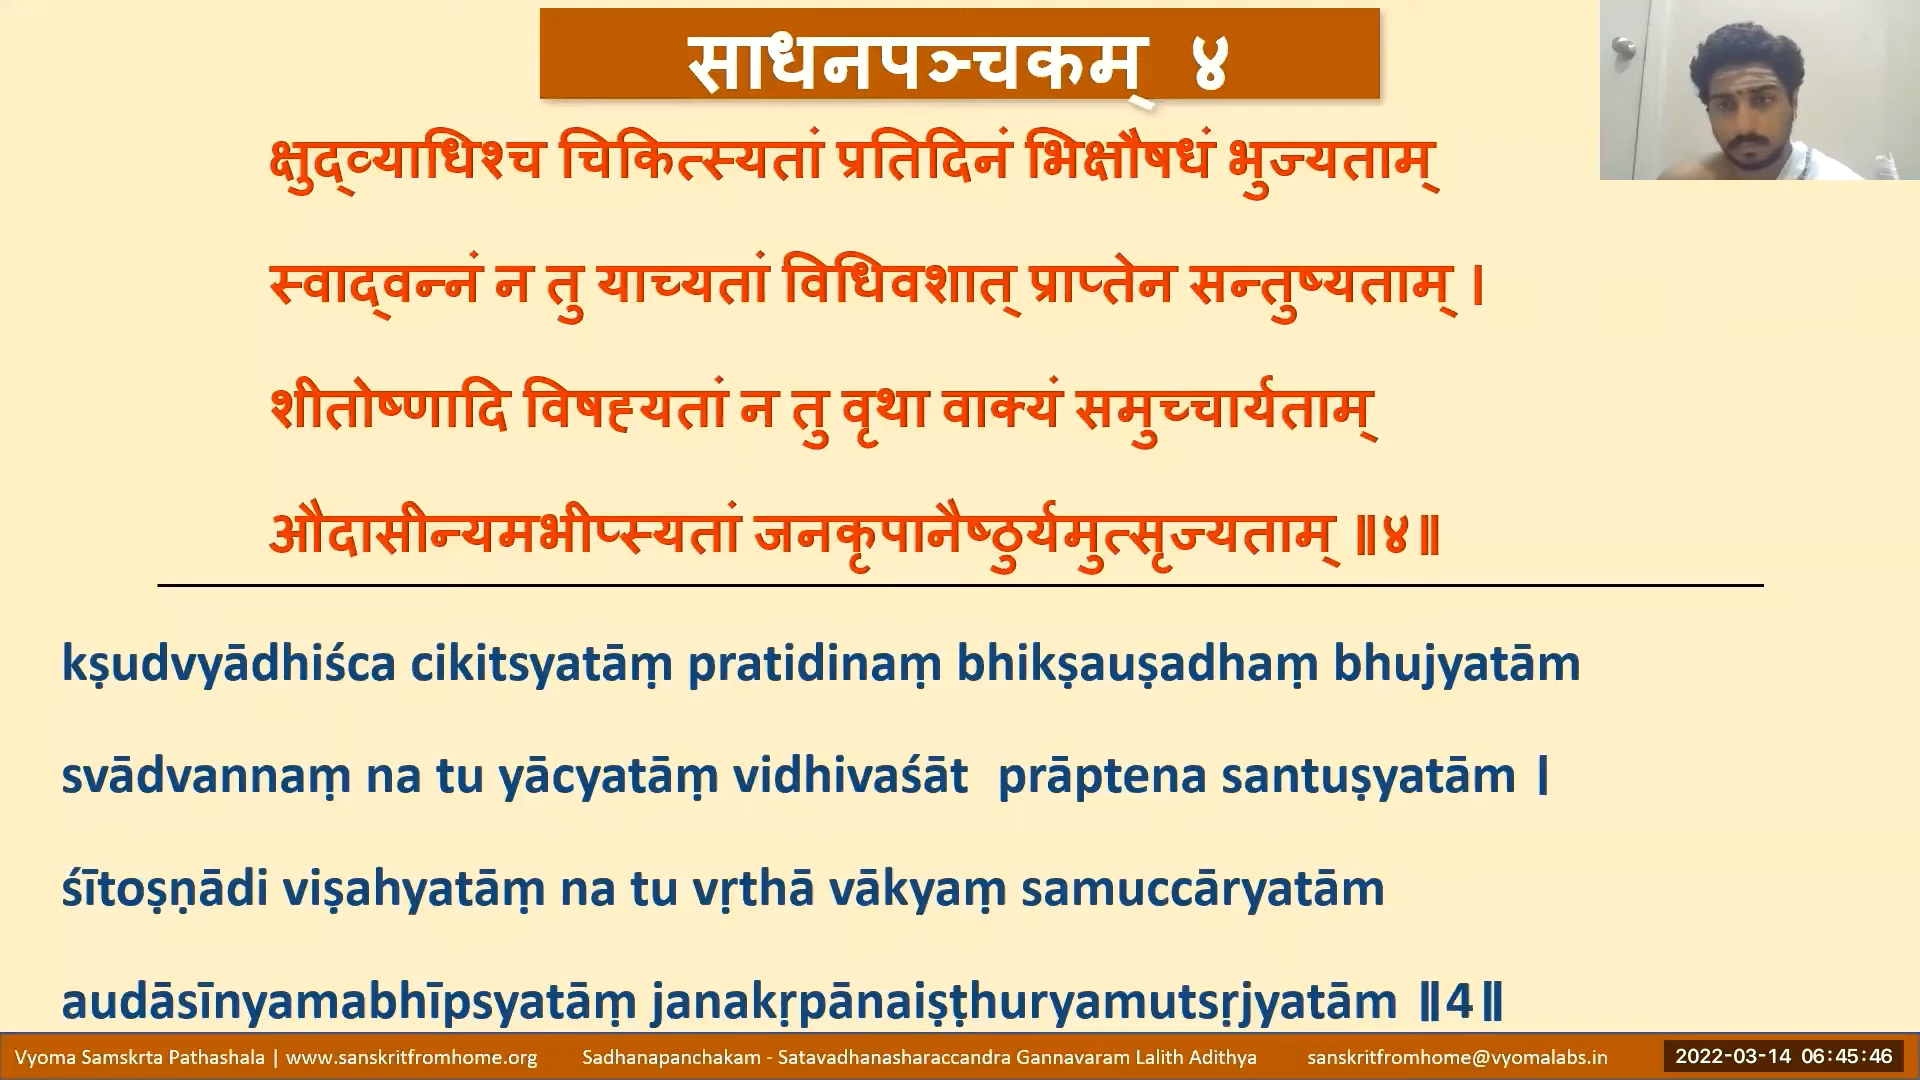 साधनपञ्चकम् ४
क्षुद्व्याधिश्च चिकित्स्यतां प्रतिदिनं भिक्षौषधं भुज्यताम्
स्वाद्वन्नं न तु याच्यतां विधिवशात् प्राप्तेन सन्तुष्यताम् ।
शीतोष्णादि विषह्यतां न तु वृथा वाक्यं समुच्चार्यताम्
औदासीन्यमभीप्स्यतां जनकृपानैष्ठुर्यमुत्सृज्यताम् ॥४॥
kṣudvyādhiśca cikitsyatāṃ pratidinaṃ bhikṣauṣadhaṃ bhujyatām
svādvannaṃ na tu yācyatāṃ vidhivaśāt prāptena santuṣyatām ।
śītoṣṇādi viṣahyatāṃ na tu vṛthā vākyaṃ samuccāryatām
audāsīnyamabhīpsyatāṃ janakṛpānaiṣṭhuryamutsṛjyatām ॥4॥
Vyoma Samskrta Pathashala | www.sanskritfromhome.org Sadhanapanchakam - Satavadhanasharaccandra Gannavaram Lalith Adithya sanskritfromhome@vyomalabs.in 2022-03-14 06:45:46